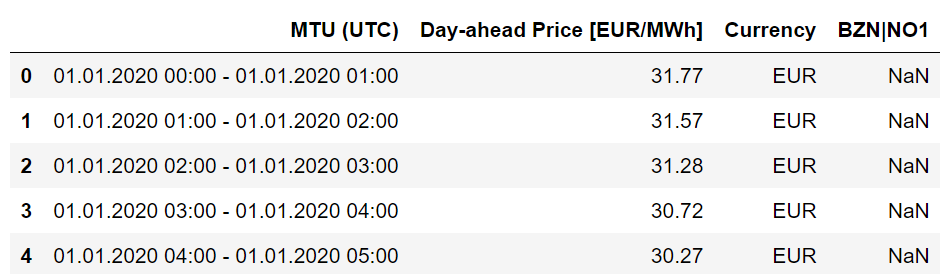 MTU (UTC) Day-ahead Price [EUR/MWh] Currency BZN|NO1
0 01.01.2020 00:00 - 01.01.2020 01:00 31.77 EUR NaN
1 01.01.2020 01:00 - 01.01.2020 02:00 31.57 EUR NaN
2 01.01.2020 02:00 - 01.01.2020 03:00 31.28 EUR NaN
3 01.01.2020 03:00 - 01.01.2020 04:00 30.72 EUR NaN
4 01.01.2020 04:00 - 01.01.2020 05:00 30.27 EUR NaN